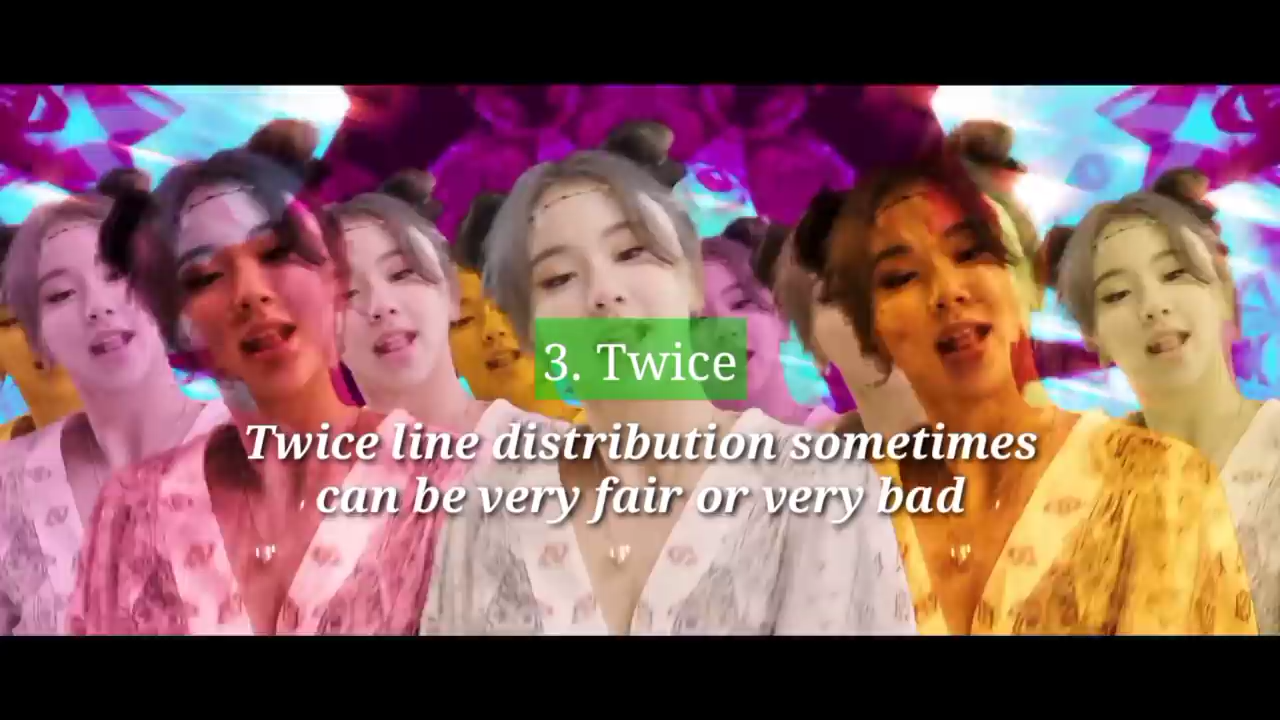 3. Twice
Twice line distribution sometimes
can be very fair or very bad